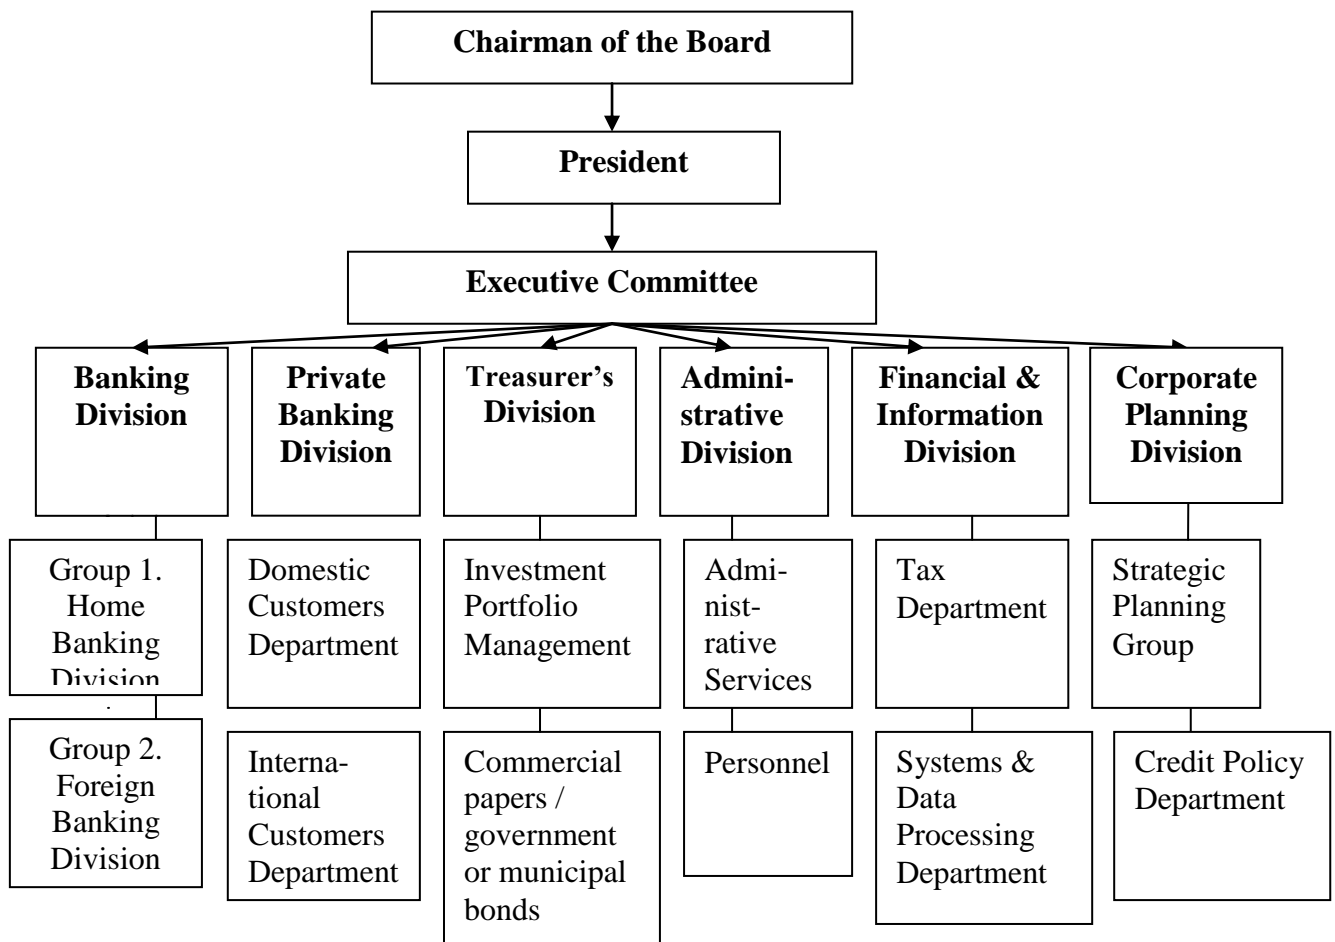 Chairman of the Board
President
Executive Committee
Banking
Division
Private
Banking
Division
Treasurer’s
Division
Admini-
strative
Division
Financial &
Information
Division
Corporate
Planning
Division
Group 1.
Home
Banking
Division
Domestic
Customers
Department
Investment
Portfolio
Management
Admi-
nist-
rative
Services
Tax
Department
Strategic
Planning
Group
Group 2.
Foreign
Banking
Division
Interna-
tional
Customers
Department
Commercial
papers /
government
or municipal
bonds
Personnel
Systems &
Data
Processing
Department
Credit Policy
Department